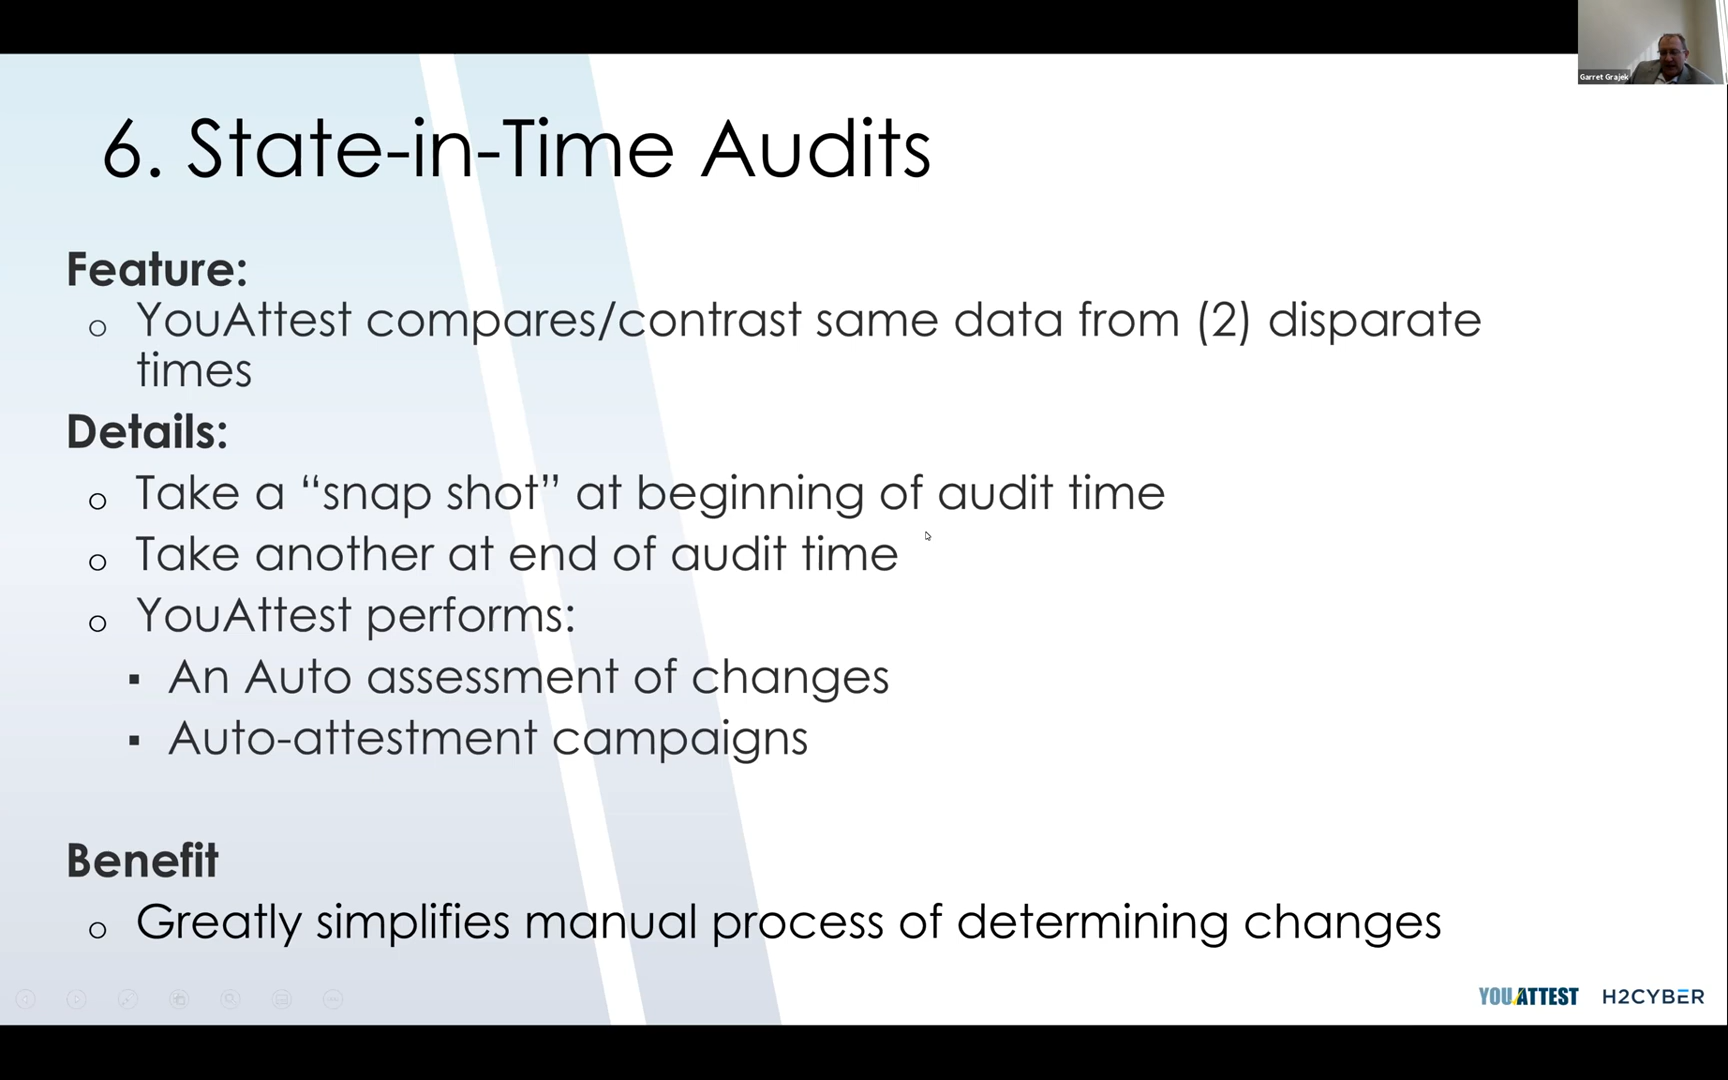 Garret Grajek
6. State-in-Time Audits
Feature:
o YouAttest compares/contrast same data from (2) disparate
times
Details:
o Take a “snap shot” at beginning of audit time
o Take another at end of audit time
o YouAttest performs:
▪ An Auto assessment of changes
▪ Auto-attestment campaigns
Benefit
o Greatly simplifies manual process of determining changes
YOUATTEST H2CYBER